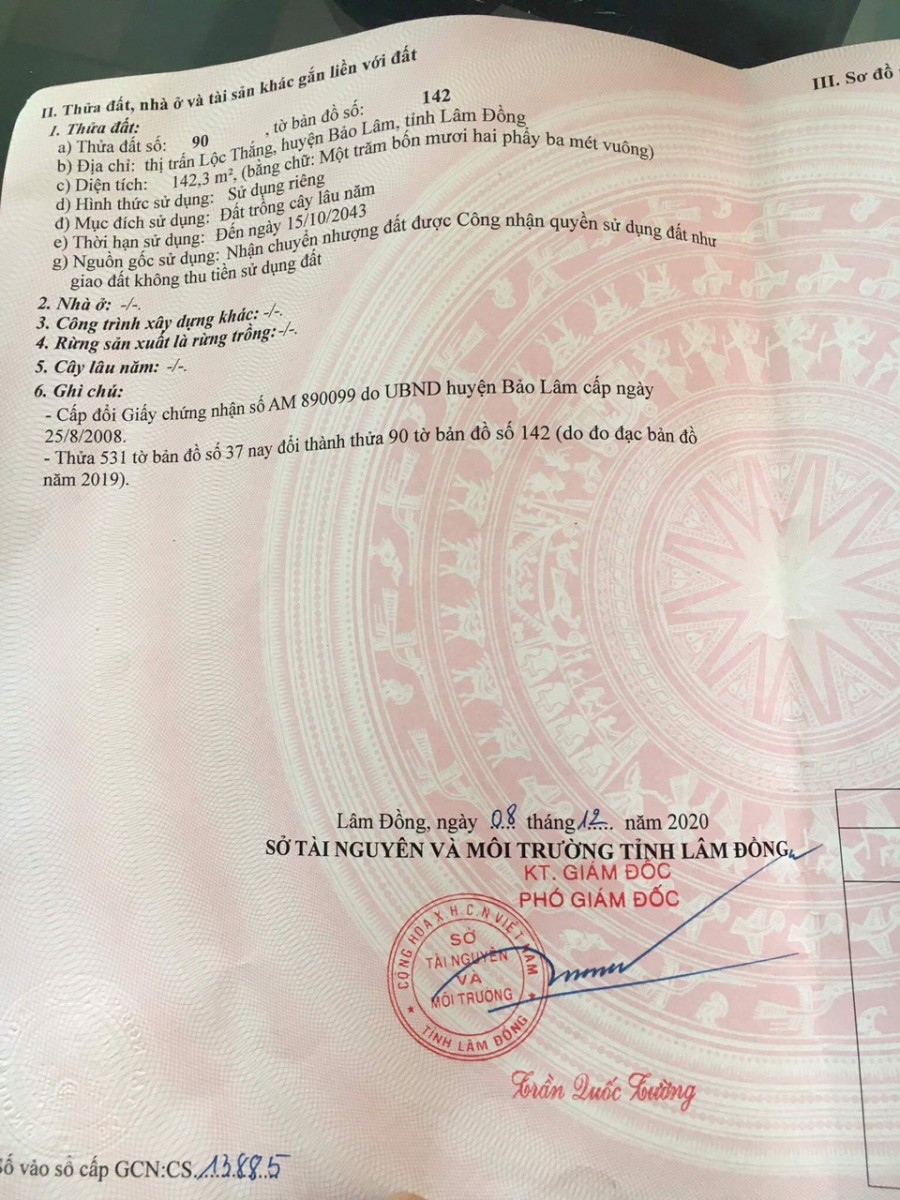 II. Thửa đất, nhà ở và tài sản khác gắn liền với đất
III. Sơ đồ
1. Thửa đất:
a) Thửa đất số: 90 , tờ bản đồ số: 142
b) Địa chỉ: thị trấn Lộc Thắng, huyện Bảo Lâm, tỉnh Lâm Đồng
c) Diện tích: 142,3 m², (bằng chữ: Một trăm bốn mươi hai phẩy ba mét vuông)
d) Hình thức sử dụng: Sử dụng riêng
đ) Mục đích sử dụng: Đất trồng cây lâu năm
e) Thời hạn sử dụng: Đến ngày 15/10/2043
g) Nguồn gốc sử dụng: Nhận chuyển nhượng đất được Công nhận quyền sử dụng đất như
giao đất không thu tiền sử dụng đất
2. Nhà ở: -/-.
3. Công trình xây dựng khác: -/-.
4. Rừng sản xuất là rừng trồng: -/-.
5. Cây lâu năm: -/-.
6. Ghi chú:
- Cấp đổi Giấy chứng nhận số AM 890099 do UBND huyện Bảo Lâm cấp ngày
25/8/2008.
- Thửa 531 tờ bản đồ số 37 nay đổi thành thửa 90 tờ bản đồ số 142 (do đo đạc bản đồ
năm 2019).
Lâm Đồng, ngày 08 tháng 12 năm 2020
SỞ TÀI NGUYÊN VÀ MÔI TRƯỜNG TỈNH LÂM ĐỒNG
KT. GIÁM ĐỐC
PHÓ GIÁM ĐỐC
CỘNG HÒA X.H.C.N VIỆT NAM
SỞ
TÀI NGUYÊN
VÀ
MÔI TRƯỜNG
TỈNH LÂM ĐỒNG
Trần Quốc Tường
Số vào sổ cấp GCN:CS.13885